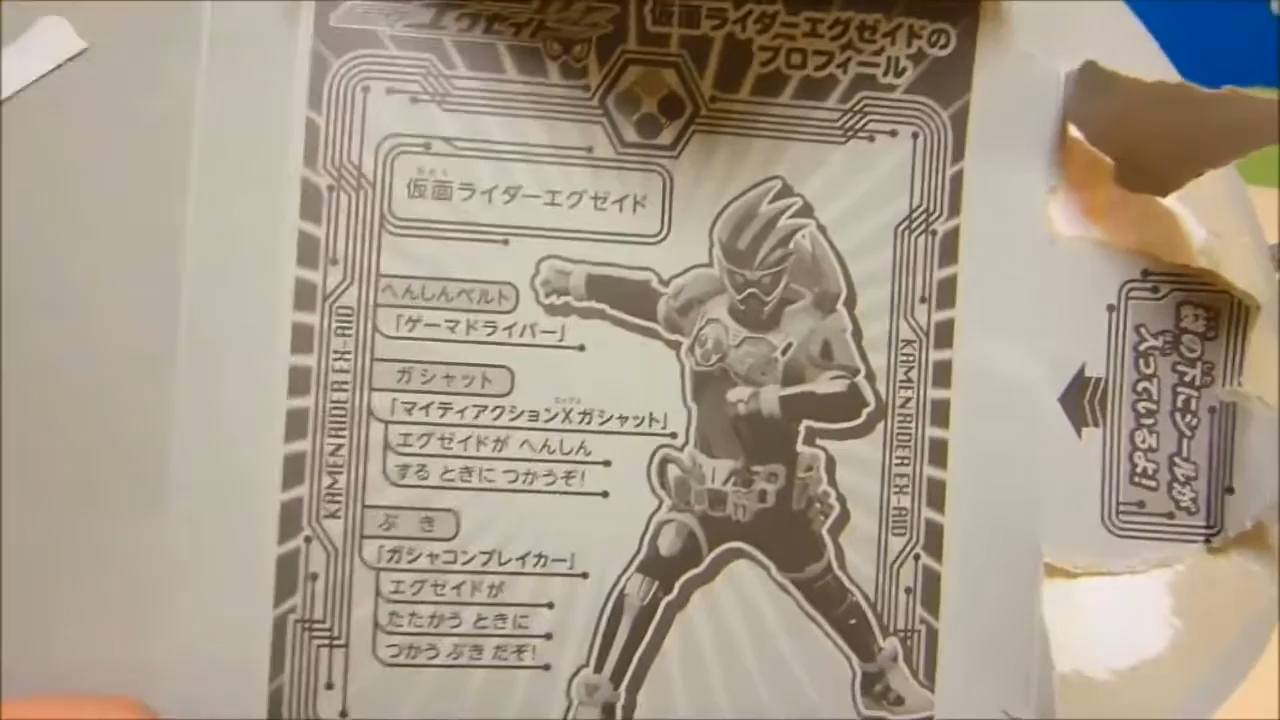 仮面ライダーエグゼイドの
プロフィール
仮面ライダーエグゼイド
へんしんベルト
「ゲーマドライバー」
ガシャット
「マイティアクションXガシャット」
エグゼイドが へんしん
する ときに つかうぞ!
ぶき
「ガシャコンブレイカー」
エグゼイドが
たたかう ときに
つかう ぶき だぞ!
KAMEN RIDER EX-AID
KAMEN RIDER EX-AID
の下にシールが
入っているよ!